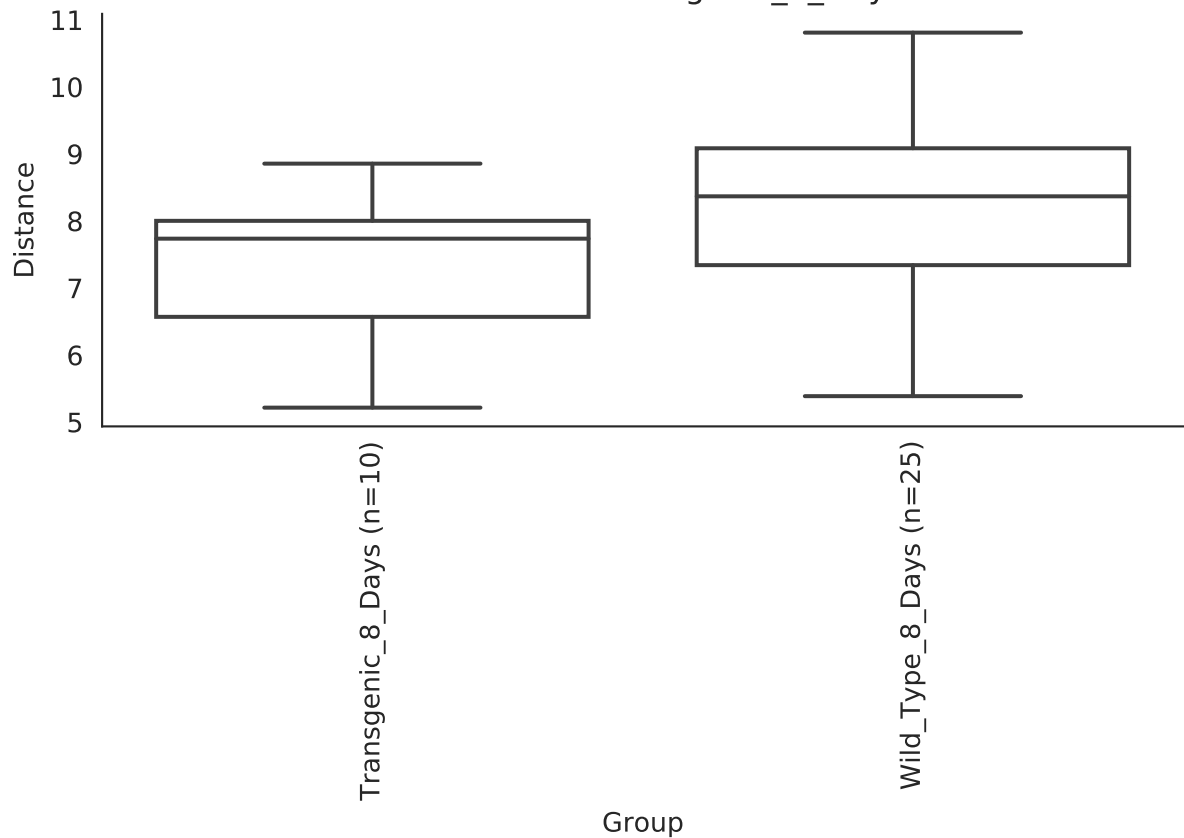 11
10
9
8
7
6
5
Distance
Transgenic_8_Days (n=10)
Wild_Type_8_Days (n=25)
Group